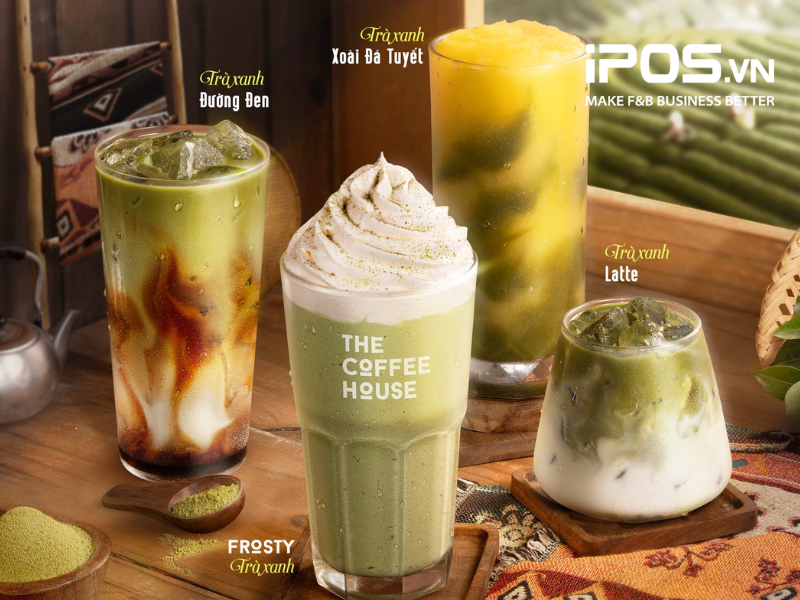 Trà xanh
Xoài Đá Tuyết
iPOS.VN
MAKE F&B BUSINESS BETTER
Trà xanh
Đường Đen
Trà xanh
Latte
THE
COFFEE
HOUSE
FROSTY
Trà xanh